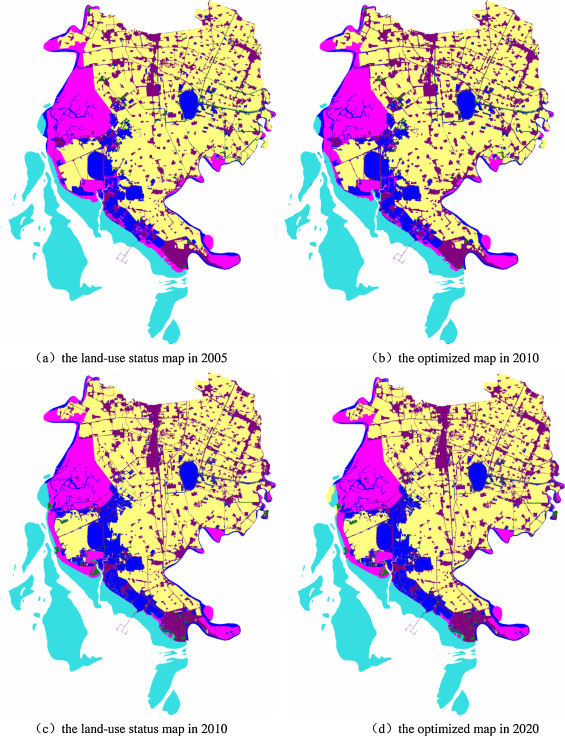 （a）the land-use status map in 2005
（b）the optimized map in 2010
（c）the land-use status map in 2010
（d）the optimized map in 2020